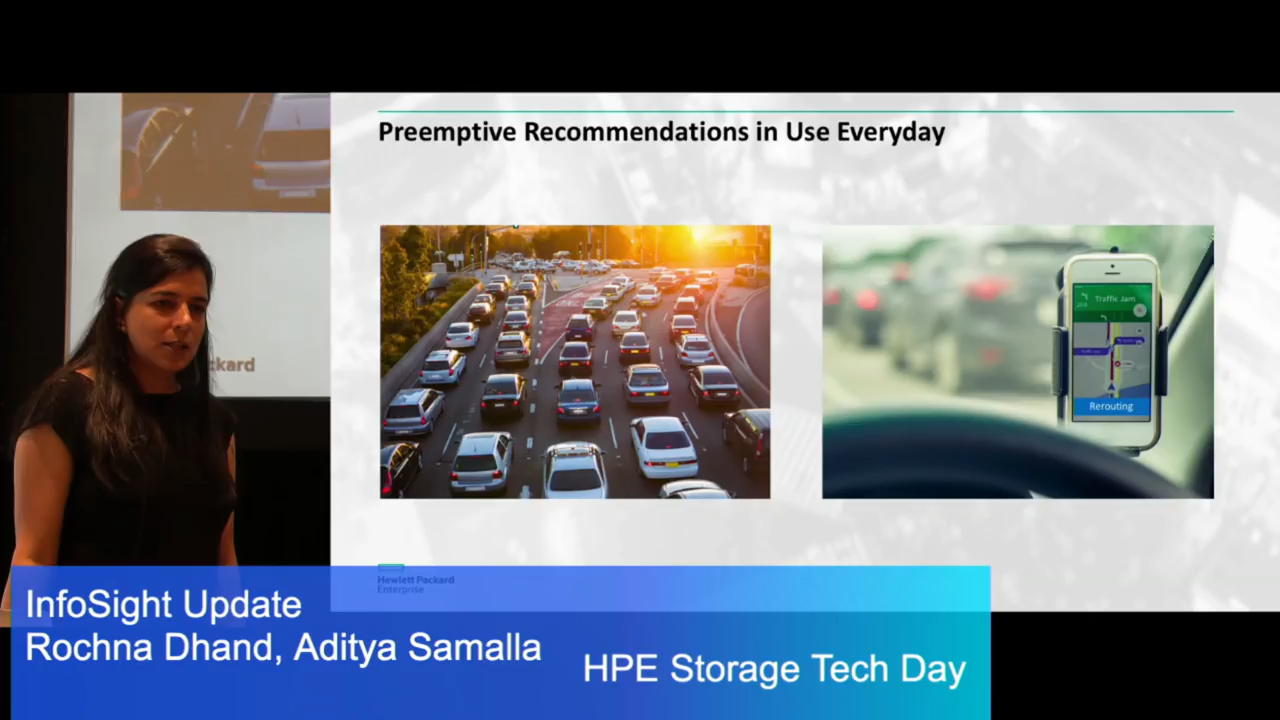 Preemptive Recommendations in Use Everyday
Traffic Jam
Rerouting
ckard
Hewlett Packard
Enterprise
InfoSight Update
Rochna Dhand, Aditya Samalla
HPE Storage Tech Day